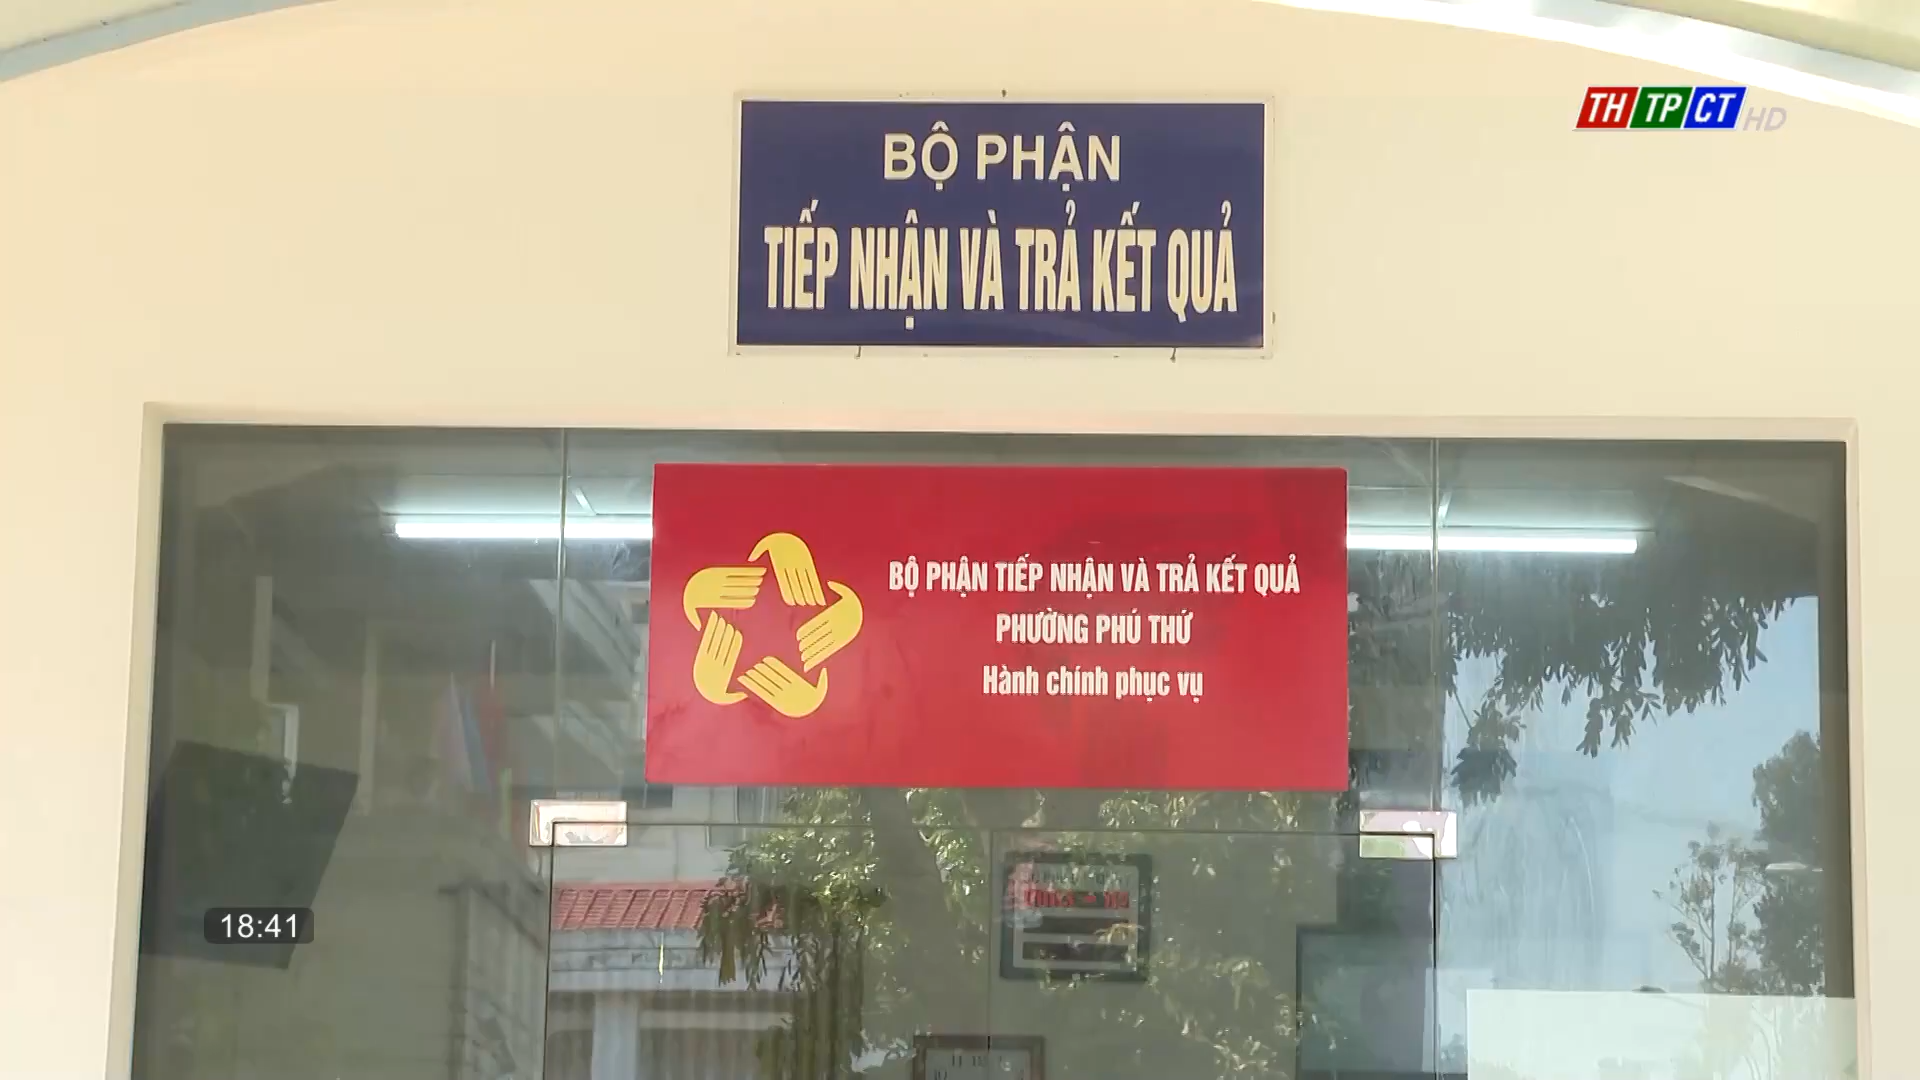 THTPCT HD
BỘ PHẬN
TIẾP NHẬN VÀ TRẢ KẾT QUẢ
BỘ PHẬN TIẾP NHẬN VÀ TRẢ KẾT QUẢ
PHƯỜNG PHÚ THỨ
Hành chính phục vụ
18:41